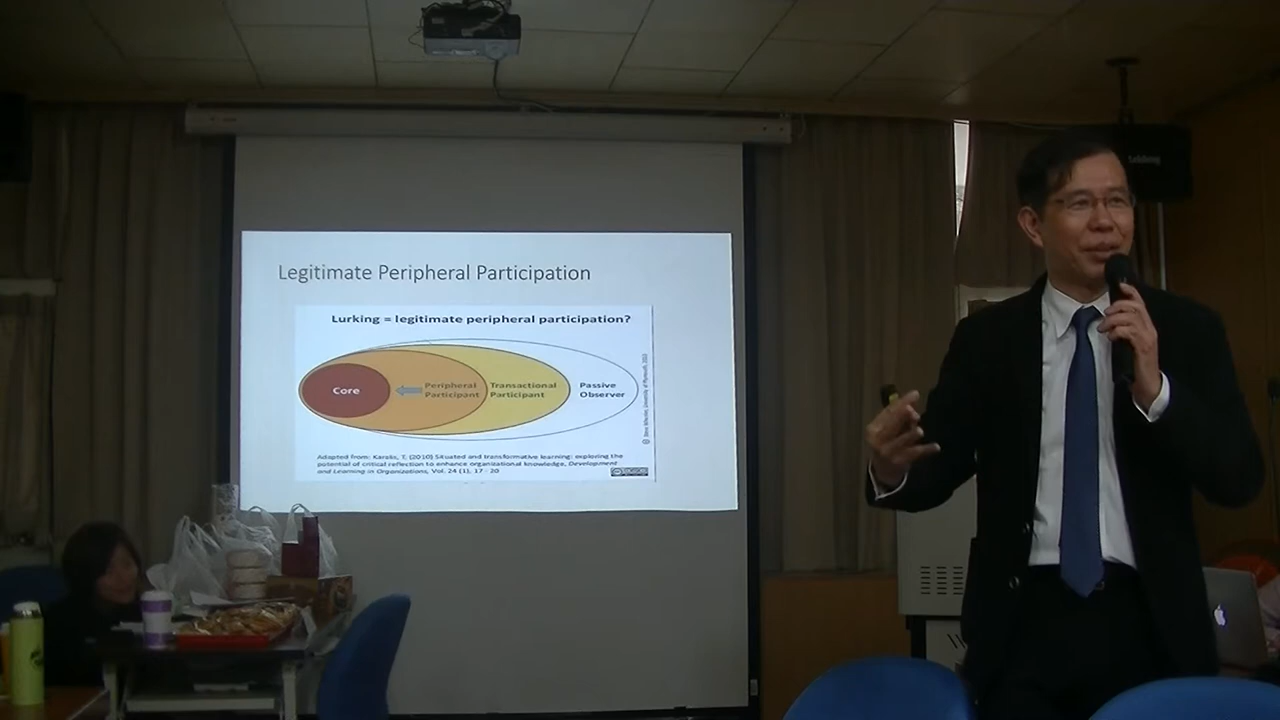 Legitimate Peripheral Participation
Lurking = legitimate peripheral participation?
Core
Peripheral
Participant
Transactional
Participant
Passive
Observer
Adapted from: Karalis, T. (2010) Situated and transformative learning: exploring the
potential of critical reflection to enhance organizational knowledge, Development
and Learning in Organizations, Vol. 24 (1), 17 - 20